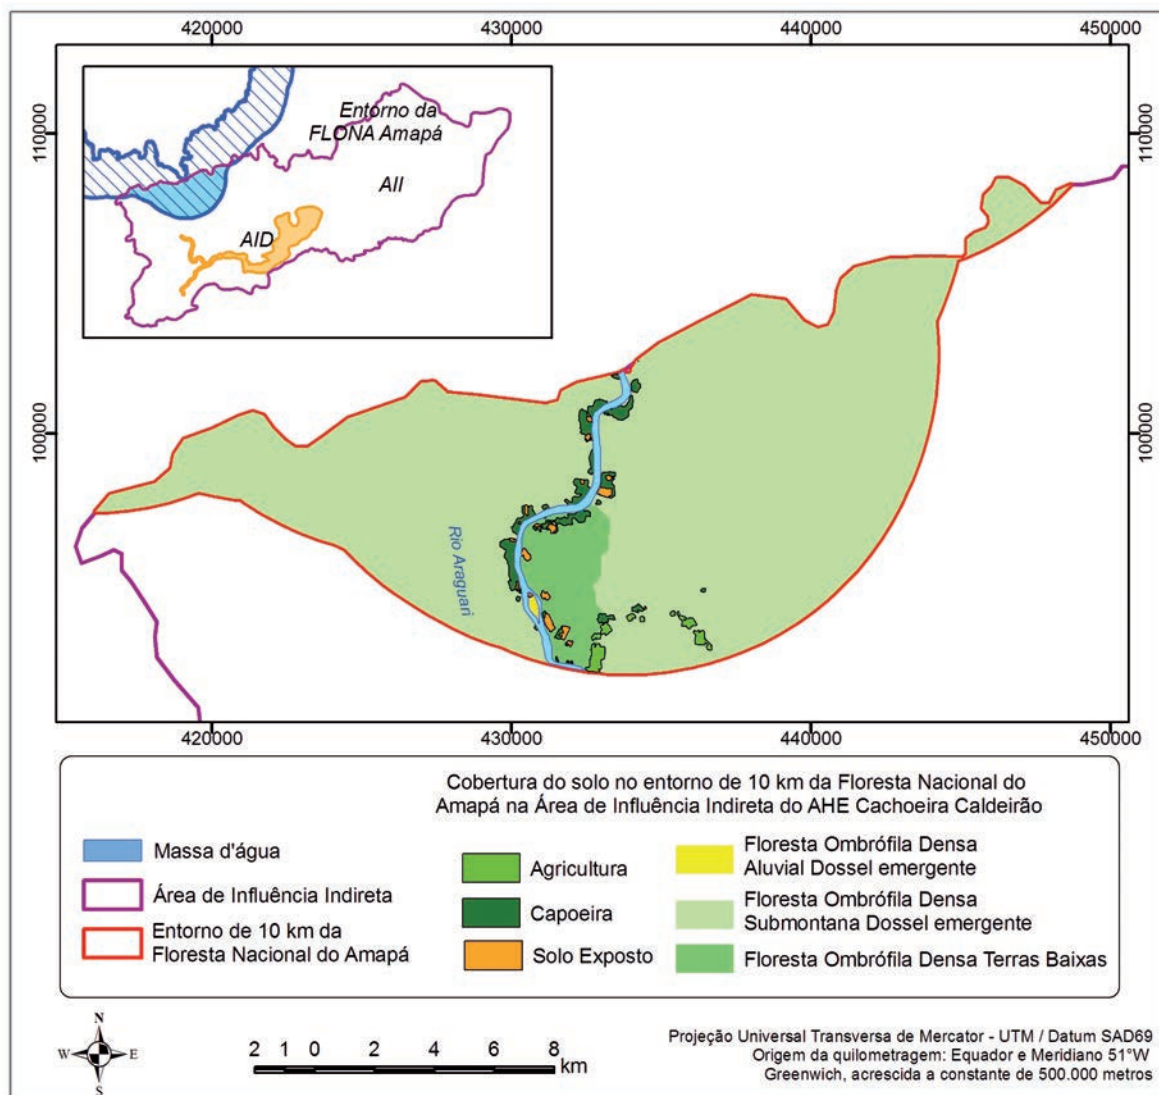 420000
430000
440000
450000
110000
110000
Entorno da
FLONA Amapá
AII
AID
100000
100000
Rio Araguari
420000
430000
440000
450000
Cobertura do solo no entorno de 10 km da Floresta Nacional do
Amapá na Área de Influência Indireta do AHE Cachoeira Caldeirão
Massa d'água
Área de Influência Indireta
Entorno de 10 km da
Floresta Nacional do Amapá
Agricultura
Capoeira
Solo Exposto
Floresta Ombrófila Densa
Aluvial Dossel emergente
Floresta Ombrófila Densa
Submontana Dossel emergente
Floresta Ombrófila Densa Terras Baixas
N
W
E
S
2 1 0 2 4 6 8
km
Projeção Universal Transversa de Mercator - UTM / Datum SAD69
Origem da quilometragem: Equador e Meridiano 51°W
Greenwich, acrescida a constante de 500.000 metros